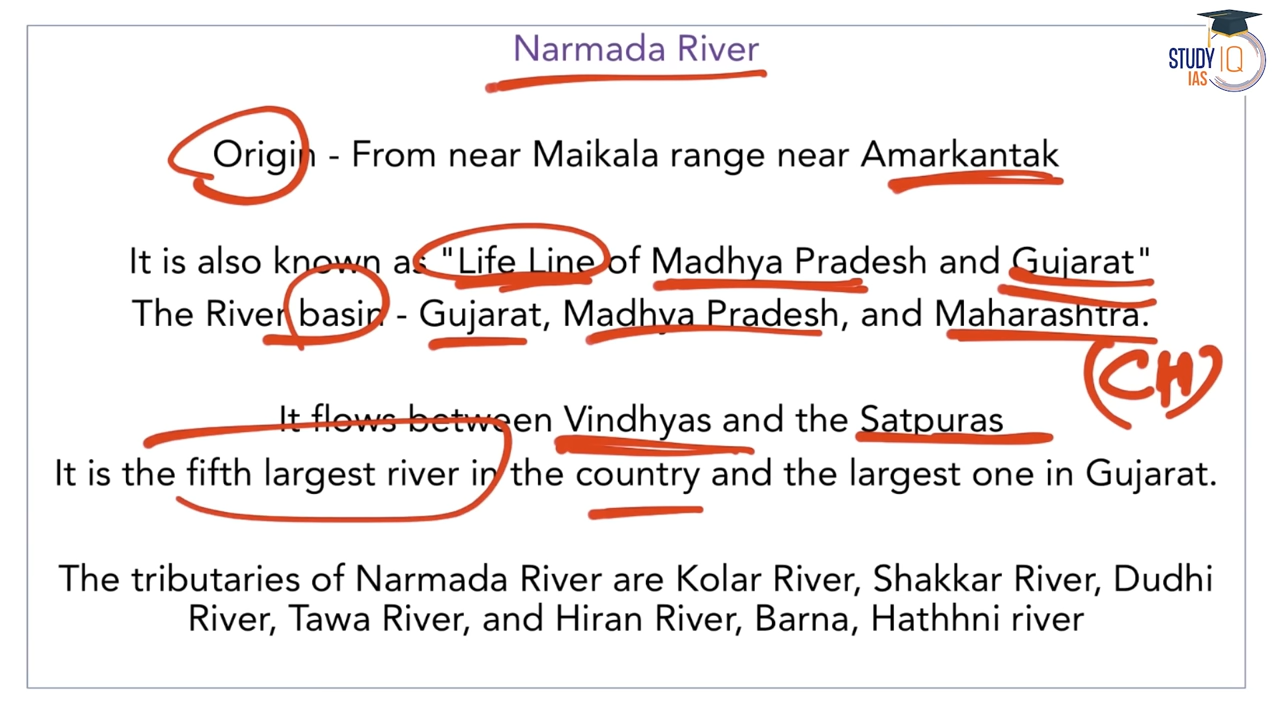 Narmada River
STUDY IQ
IAS
Origin - From near Maikala range near Amarkantak
It is also known as "Life Line of Madhya Pradesh and Gujarat"
The River basin - Gujarat, Madhya Pradesh, and Maharashtra.
(CH)
It flows between Vindhyas and the Satpuras
It is the fifth largest river in the country and the largest one in Gujarat.
The tributaries of Narmada River are Kolar River, Shakkar River, Dudhi
River, Tawa River, and Hiran River, Barna, Hathhni river